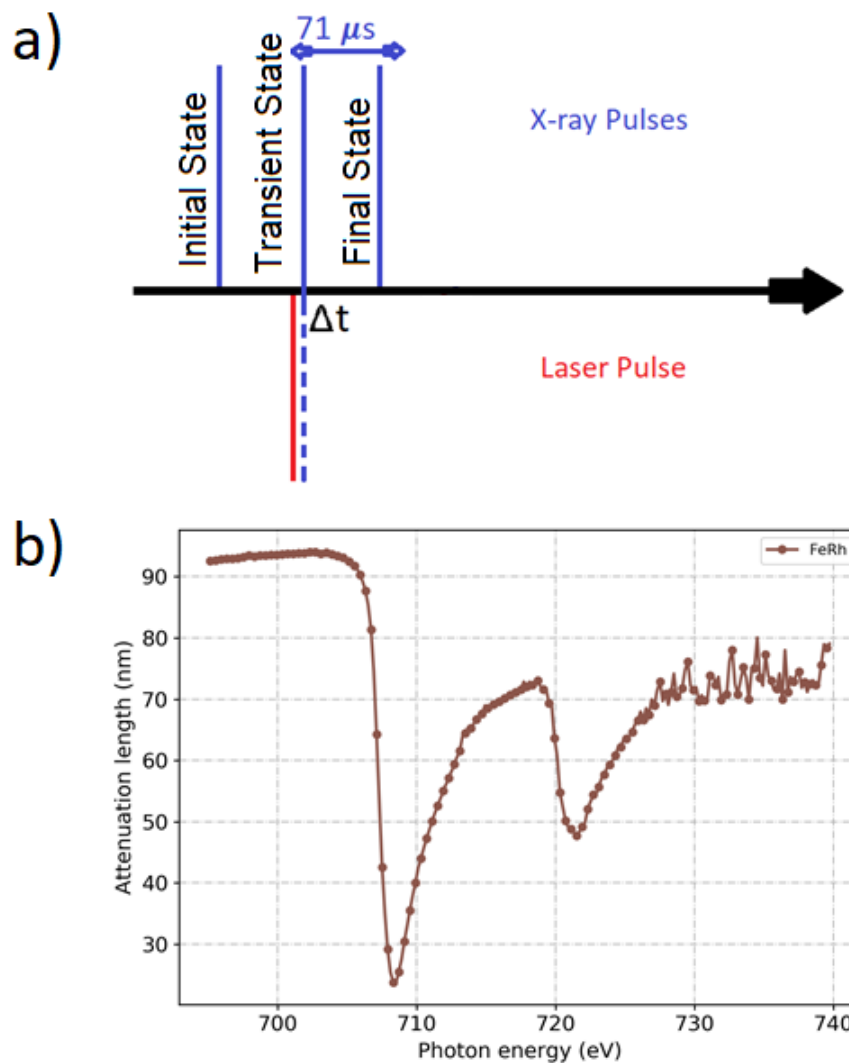 a)
71 μs
Initial State
Transient State
Final State
X-ray Pulses
Δt
Laser Pulse
b)
FeRh
90
80
70
60
50
40
30
Attenuation length (nm)
700
710
720
730
740
Photon energy (eV)